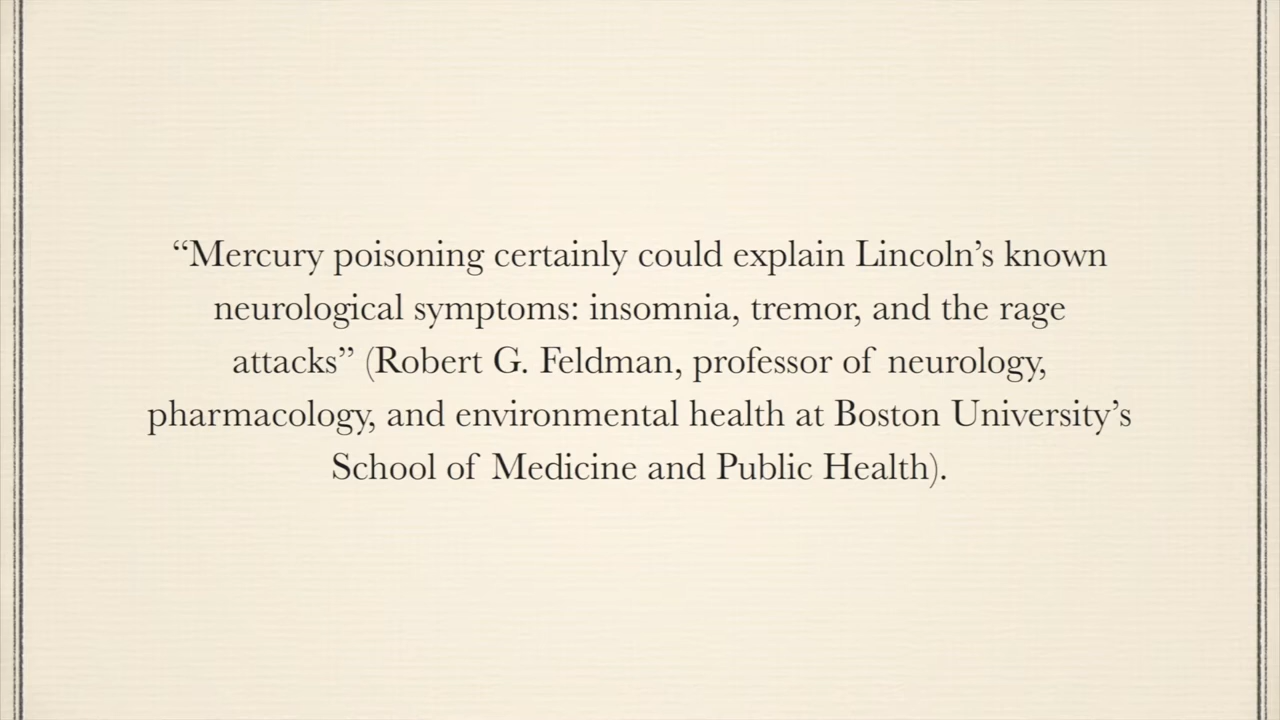 “Mercury poisoning certainly could explain Lincoln’s known
neurological symptoms: insomnia, tremor, and the rage
attacks” (Robert G. Feldman, professor of neurology,
pharmacology, and environmental health at Boston University’s
School of Medicine and Public Health).